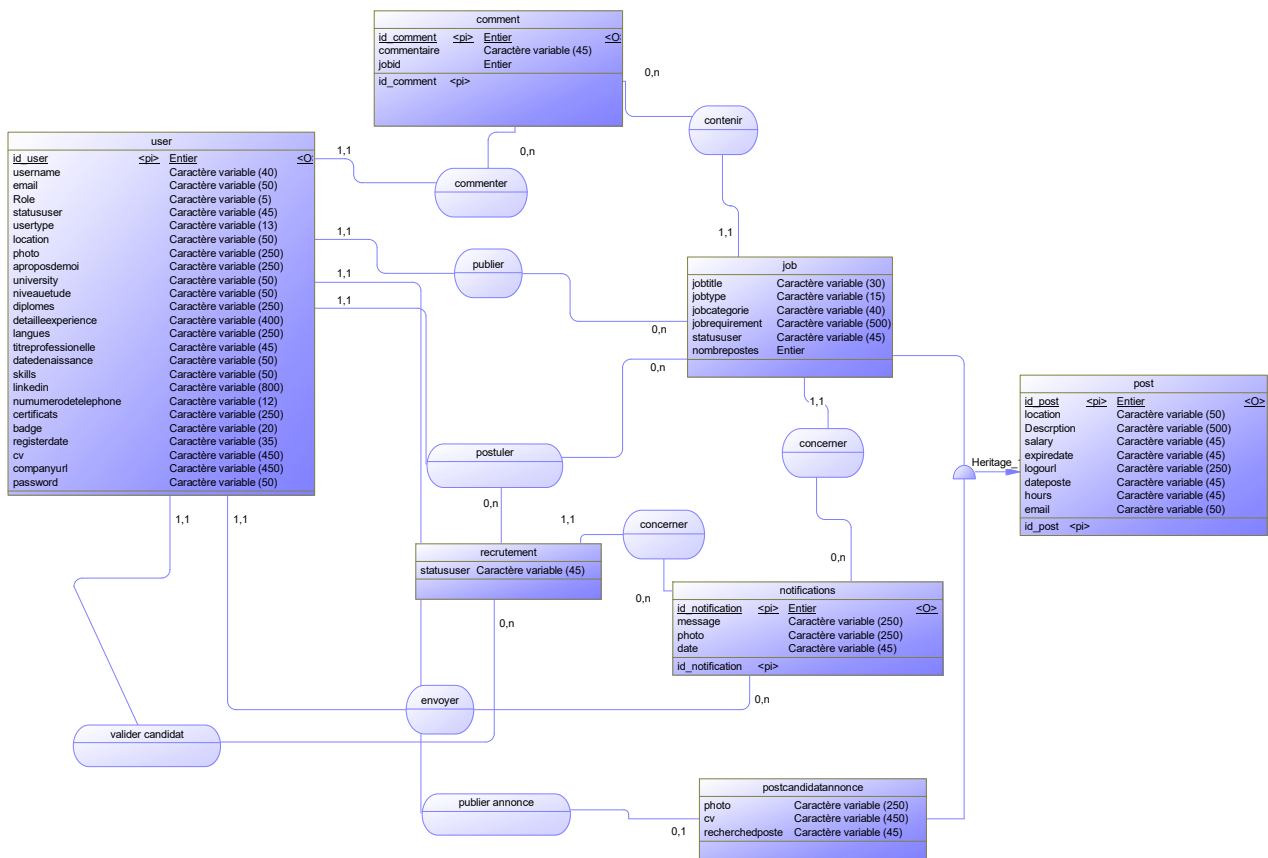 comment
id_comment <pi> Entier <O>
commentaire Caractère variable (45)
jobid Entier
id_comment <pi>
0,n
contenir
user
id_user <pi> Entier <O>
username Caractère variable (40)
email Caractère variable (50)
Role Caractère variable (5)
statususer Caractère variable (45)
usertype Caractère variable (13)
location Caractère variable (50)
photo Caractère variable (250)
aproposdemoi Caractère variable (250)
university Caractère variable (50)
niveauetude Caractère variable (50)
diplomes Caractère variable (250)
detailleexperience Caractère variable (400)
langues Caractère variable (250)
titreprofessionelle Caractère variable (45)
datedenaissance Caractère variable (50)
skills Caractère variable (50)
linkedin Caractère variable (800)
numumerodetelephone Caractère variable (12)
certificats Caractère variable (250)
badge Caractère variable (20)
registerdate Caractère variable (35)
cv Caractère variable (450)
companyurl Caractère variable (450)
password Caractère variable (50)
1,1
0,n
commenter
1,1
1,1
publier
0,n
1,1
1,1
job
jobtitle Caractère variable (30)
jobtype Caractère variable (15)
jobcategorie Caractère variable (40)
jobrequirement Caractère variable (500)
statususer Caractère variable (45)
nombrepostes Entier
0,n
1,1
concerner
postuler
0,n
post
id_post <pi> Entier <O>
location Caractère variable (50)
Descrption Caractère variable (500)
salary Caractère variable (45)
expiredate Caractère variable (45)
logourl Caractère variable (250)
dateposte Caractère variable (45)
hours Caractère variable (45)
email Caractère variable (50)
id_post <pi>
Heritage_
1,1
1,1
1,1
concerner
0,n
0,n
recrutement
statususer Caractère variable (45)
0,n
notifications
id_notification <pi> Entier <O>
message Caractère variable (250)
photo Caractère variable (250)
date Caractère variable (45)
id_notification <pi>
envoyer
0,n
valider candidat
publier annonce
0,1
postcandidatannonce
photo Caractère variable (250)
cv Caractère variable (450)
recherchedposte Caractère variable (45)